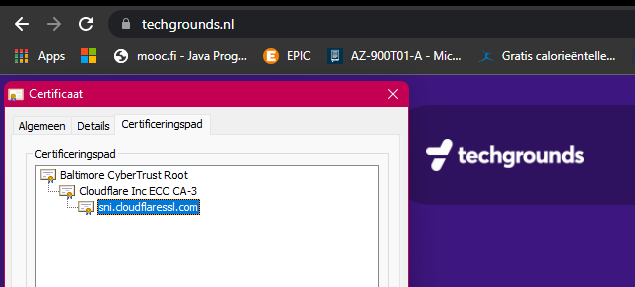 techgrounds.nl
Apps
mooc.fi - Java Prog...
EPIC
AZ-900T01-A - Mic...
Gratis calorieëntelle...
Certificaat
Algemeen Details Certificeringspad
Certificeringspad
Baltimore CyberTrust Root
Cloudflare Inc ECC CA-3
sni.cloudflaressl.com
techgrounds